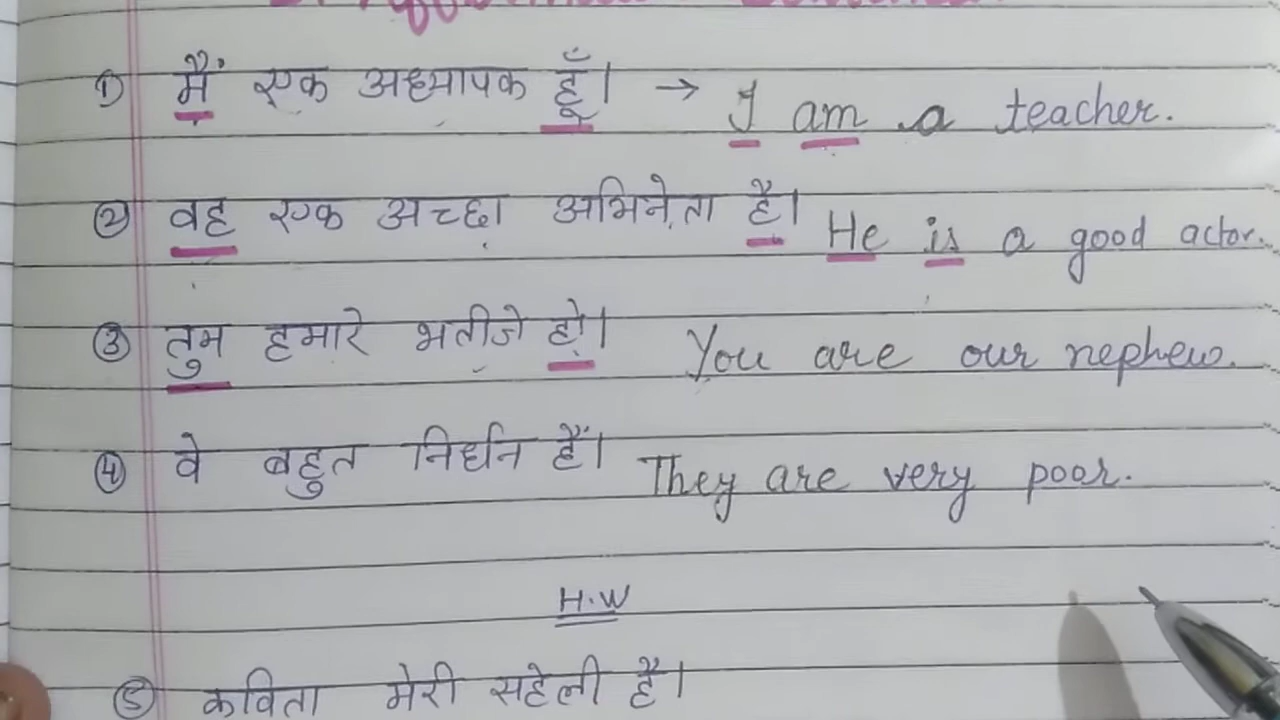 ① मैं एक अध्यापक हूँ। → I am a teacher.
② वह एक अच्छा अभिनेता है। He is a good actor.
③ तुम हमारे भतीजे हो। You are our nephew.
④ वे बहुत निर्धन हैं। They are very poor.
H.W
⑤ कविता मेरी सहेली है।